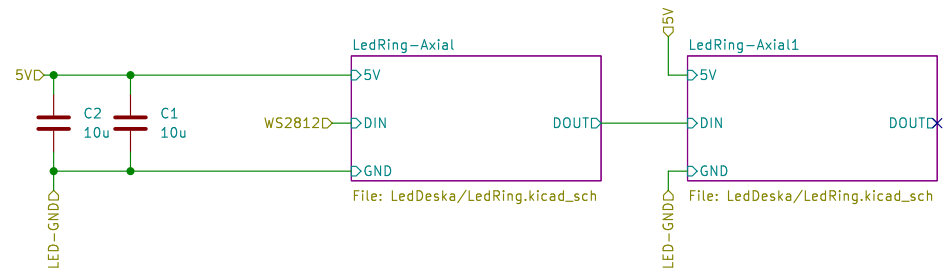 5V
LedRing-Axial
LedRing-Axial1
5V
5V
5V
C2
10u
C1
10u
WS2812
DIN
DOUT
DIN
DOUT
GND
GND
File: LedDeska/LedRing.kicad_sch
File: LedDeska/LedRing.kicad_sch
LED-GND
LED-GND